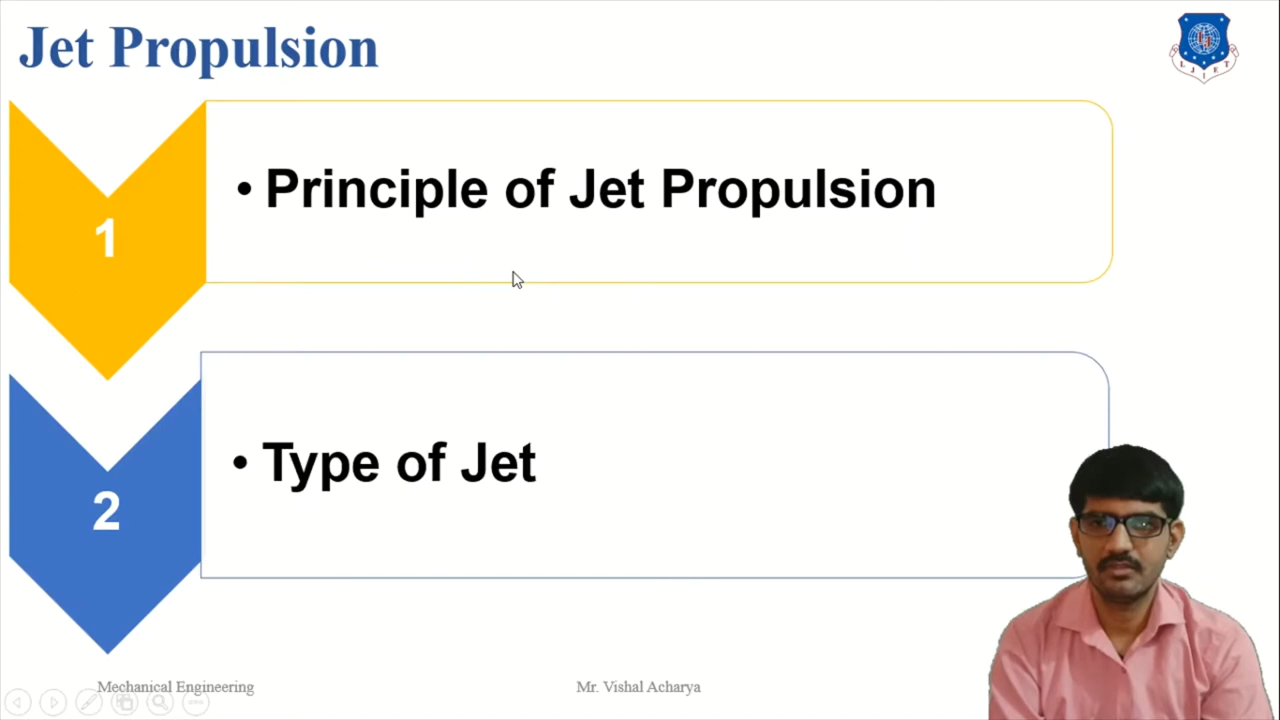 Jet Propulsion
L J I E T
1
• Principle of Jet Propulsion
2
• Type of Jet
Mechanical Engineering
Mr. Vishal Acharya